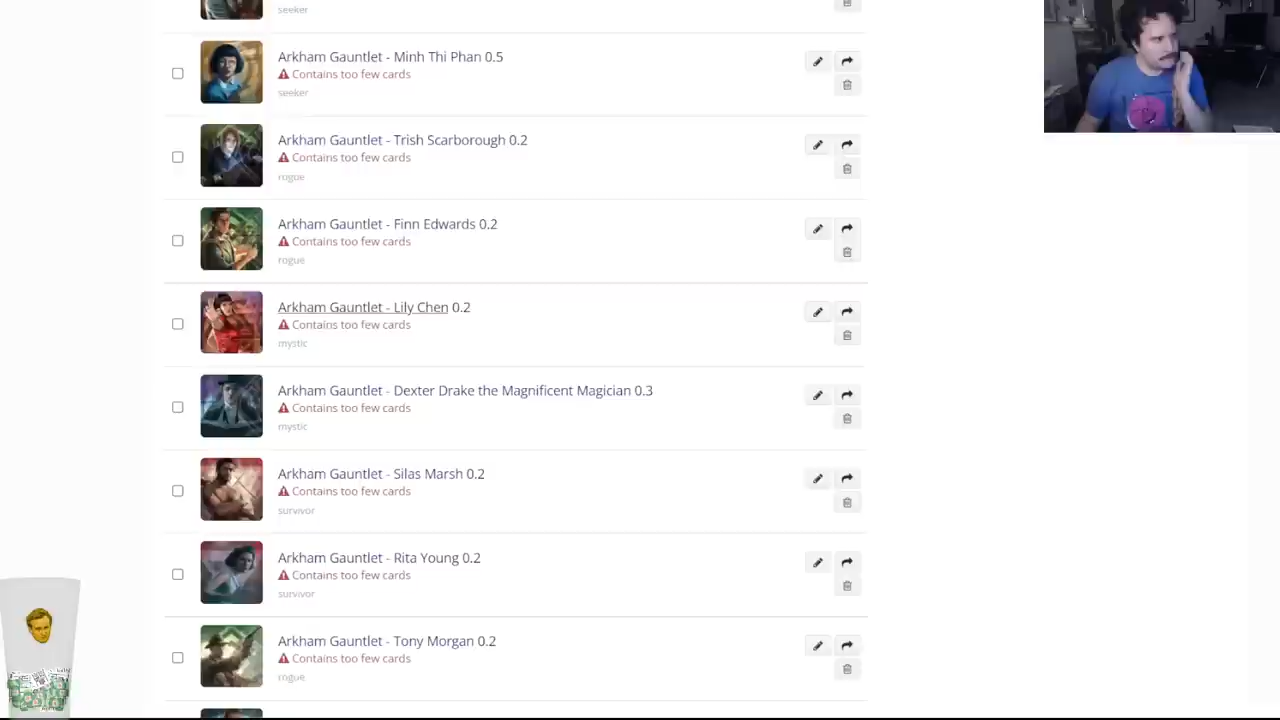 seeker
Arkham Gauntlet - Minh Thi Phan 0.5
Contains too few cards
seeker
Arkham Gauntlet - Trish Scarborough 0.2
Contains too few cards
rogue
Arkham Gauntlet - Finn Edwards 0.2
Contains too few cards
rogue
Arkham Gauntlet - Lily Chen 0.2
Contains too few cards
mystic
Arkham Gauntlet - Dexter Drake the Magnificent Magician 0.3
Contains too few cards
mystic
Arkham Gauntlet - Silas Marsh 0.2
Contains too few cards
survivor
Arkham Gauntlet - Rita Young 0.2
Contains too few cards
survivor
Arkham Gauntlet - Tony Morgan 0.2
Contains too few cards
rogue